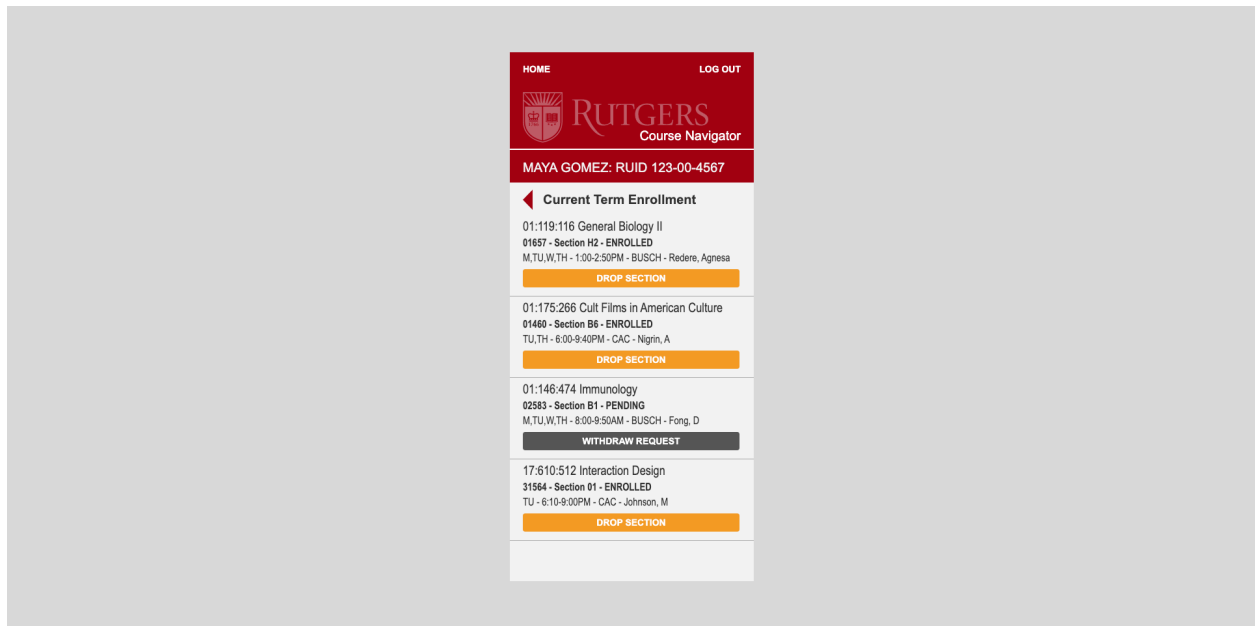 HOME LOG OUT
RUTGERS
Course Navigator
MAYA GOMEZ: RUID 123-00-4567
Current Term Enrollment
01:119:116 General Biology II
01657 - Section H2 - ENROLLED
M,TU,W,TH - 1:00-2:50PM - BUSCH - Redere, Agnesa
DROP SECTION
01:175:266 Cult Films in American Culture
01460 - Section B6 - ENROLLED
TU,TH - 6:00-9:40PM - CAC - Nigrin, A
DROP SECTION
01:146:474 Immunology
02583 - Section B1 - PENDING
M,TU,W,TH - 8:00-9:50AM - BUSCH - Fong, D
WITHDRAW REQUEST
17:610:512 Interaction Design
31564 - Section 01 - ENROLLED
TU - 6:10-9:00PM - CAC - Johnson, M
DROP SECTION